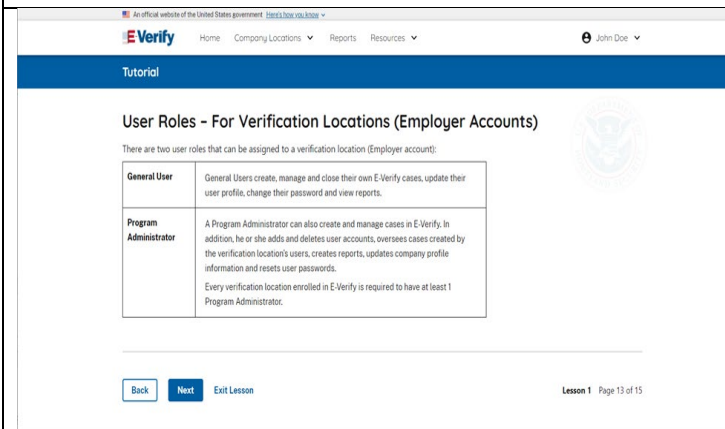 An official website of the United States government Here's how you know
E-Verify Home Company Locations Reports Resources John Doe
Tutorial
User Roles – For Verification Locations (Employer Accounts)
There are two user roles that can be assigned to a verification location (Employer account):
General User
General Users create, manage and close their own E-Verify cases, update their
user profile, change their password and view reports.
Program
Administrator
A Program Administrator can also create and manage cases in E-Verify. In
addition, he or she adds and deletes user accounts, oversees cases created by
the verification location's users, creates reports, updates company profile
information and resets user passwords.
Every verification location enrolled in E-Verify is required to have at least 1
Program Administrator.
Back Next Exit Lesson Lesson 1 Page 13 of 15